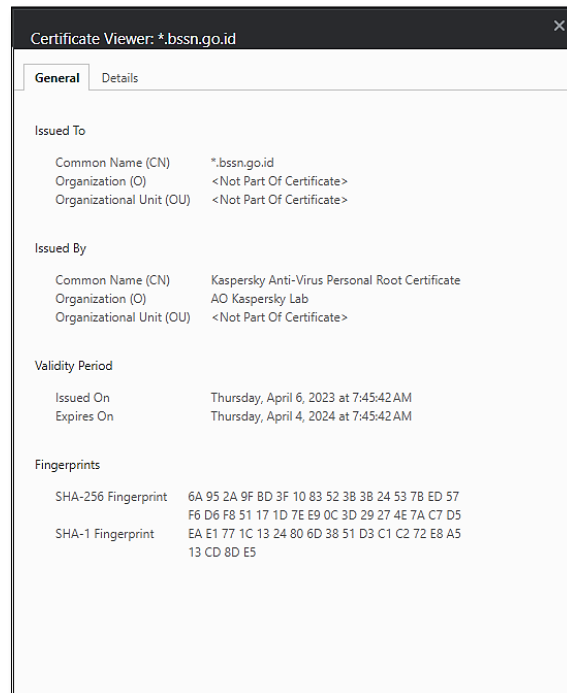 Certificate Viewer: *.bssn.go.id
General Details
Issued To
Common Name (CN) *.bssn.go.id
Organization (O) <Not Part Of Certificate>
Organizational Unit (OU) <Not Part Of Certificate>
Issued By
Common Name (CN) Kaspersky Anti-Virus Personal Root Certificate
Organization (O) AO Kaspersky Lab
Organizational Unit (OU) <Not Part Of Certificate>
Validity Period
Issued On Thursday, April 6, 2023 at 7:45:42 AM
Expires On Thursday, April 4, 2024 at 7:45:42 AM
Fingerprints
SHA-256 Fingerprint 6A 95 2A 9F BD 3F 10 83 52 3B 3B 24 53 7B ED 57
F6 D6 F8 51 17 1D 7E E9 0C 3D 29 27 4E 7A C7 D5
SHA-1 Fingerprint EA E1 77 1C 13 24 80 6D 38 51 D3 C1 C2 72 E8 A5
13 CD 8D E5